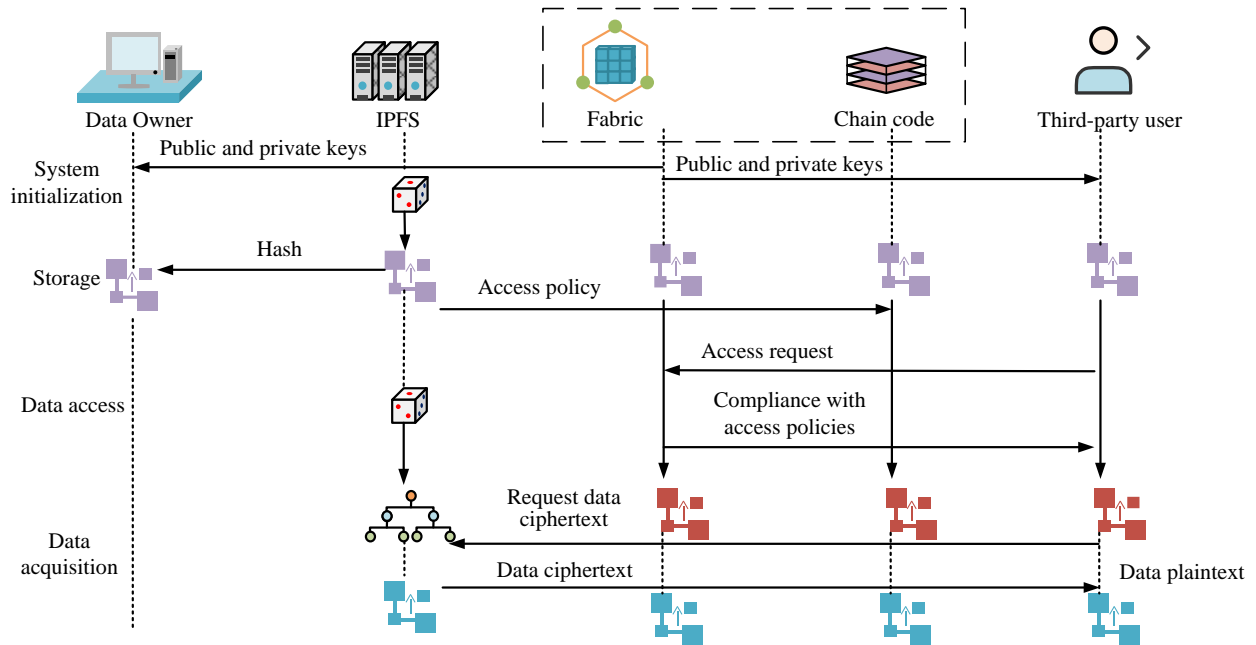 Data Owner
IPFS
Fabric
Chain code
Third-party user
Public and private keys
Public and private keys
System
initialization
Hash
Storage
Access policy
Access request
Data access
Compliance with
access policies
Request data
ciphertext
Data
acquisition
Data ciphertext
Data plaintext